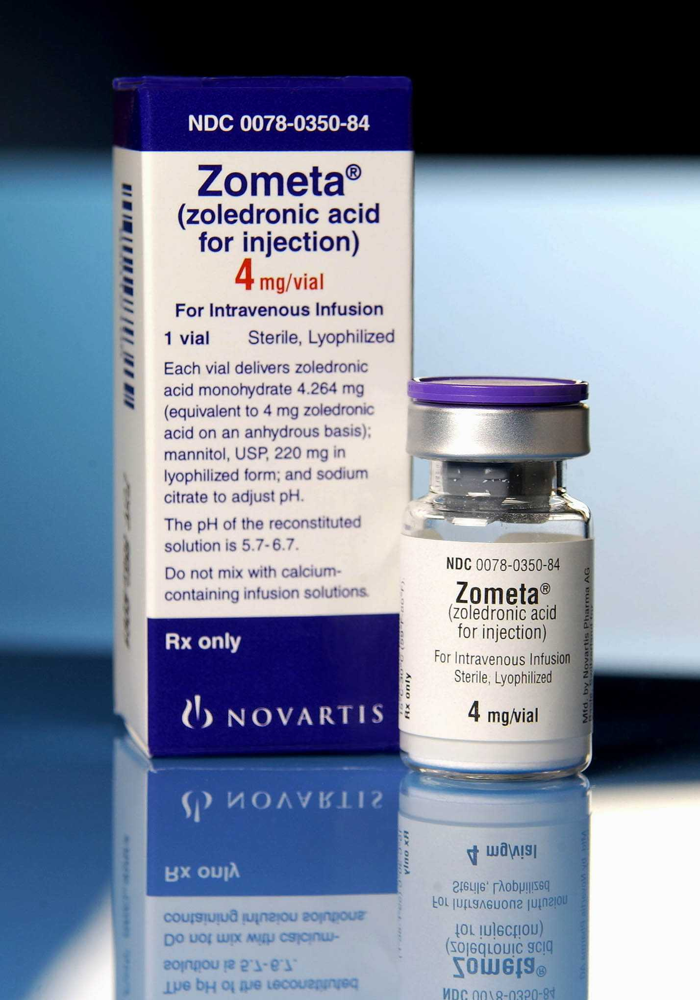 NDC 0078-0350-84
Zometa®
(zoledronic acid
for injection)
4 mg/vial
For Intravenous Infusion
1 vial Sterile, Lyophilized
Each vial delivers zoledronic
acid monohydrate 4.264 mg
(equivalent to 4 mg zoledronic
acid on an anhydrous basis);
mannitol, USP, 220 mg in
lyophilized form; and sodium
citrate to adjust pH.
The pH of the reconstituted
solution is 5.7-6.7.
Do not mix with calcium-
containing infusion solutions.
Rx only
NOVARTIS
NDC 0078-0350-84
Zometa®
(zoledronic acid
for injection)
For Intravenous Infusion
Sterile, Lyophilized
4 mg/vial
Rx only
Mfd. by Novartis Pharma AG